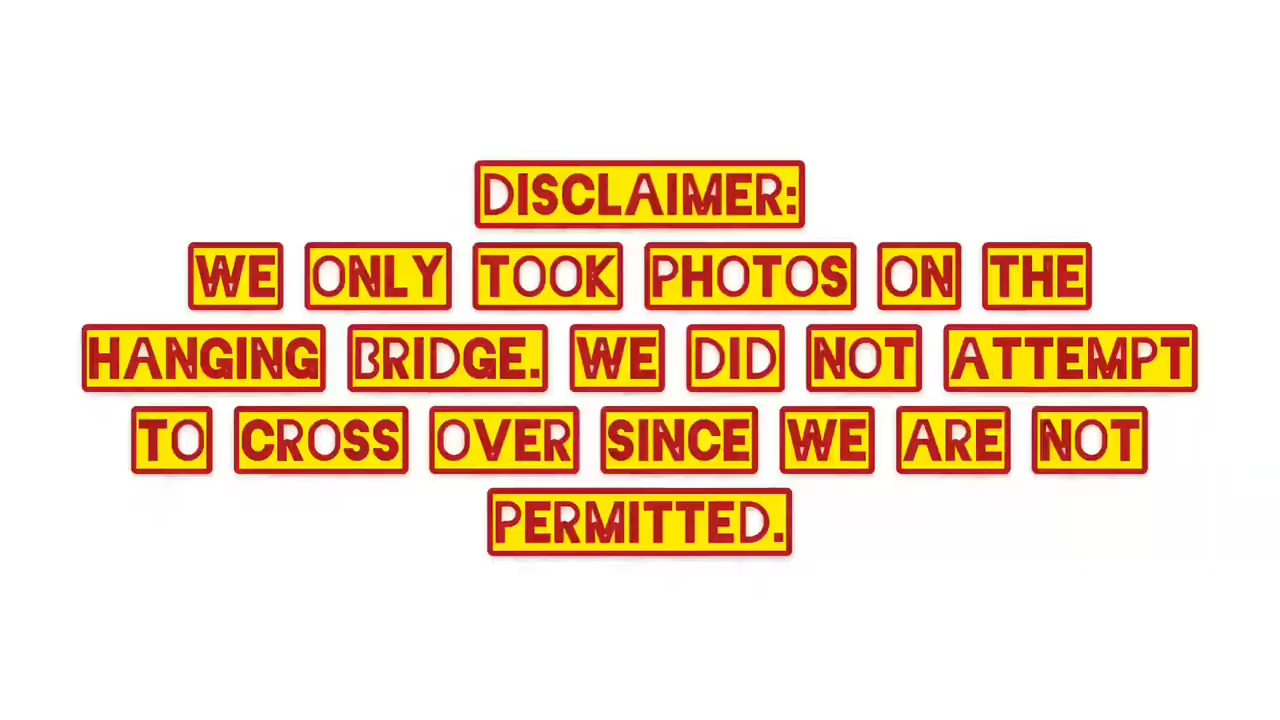 DISCLAIMER:
WE ONLY TOOK PHOTOS ON THE
HANGING BRIDGE. WE DID NOT ATTEMPT
TO CROSS OVER SINCE WE ARE NOT
PERMITTED.